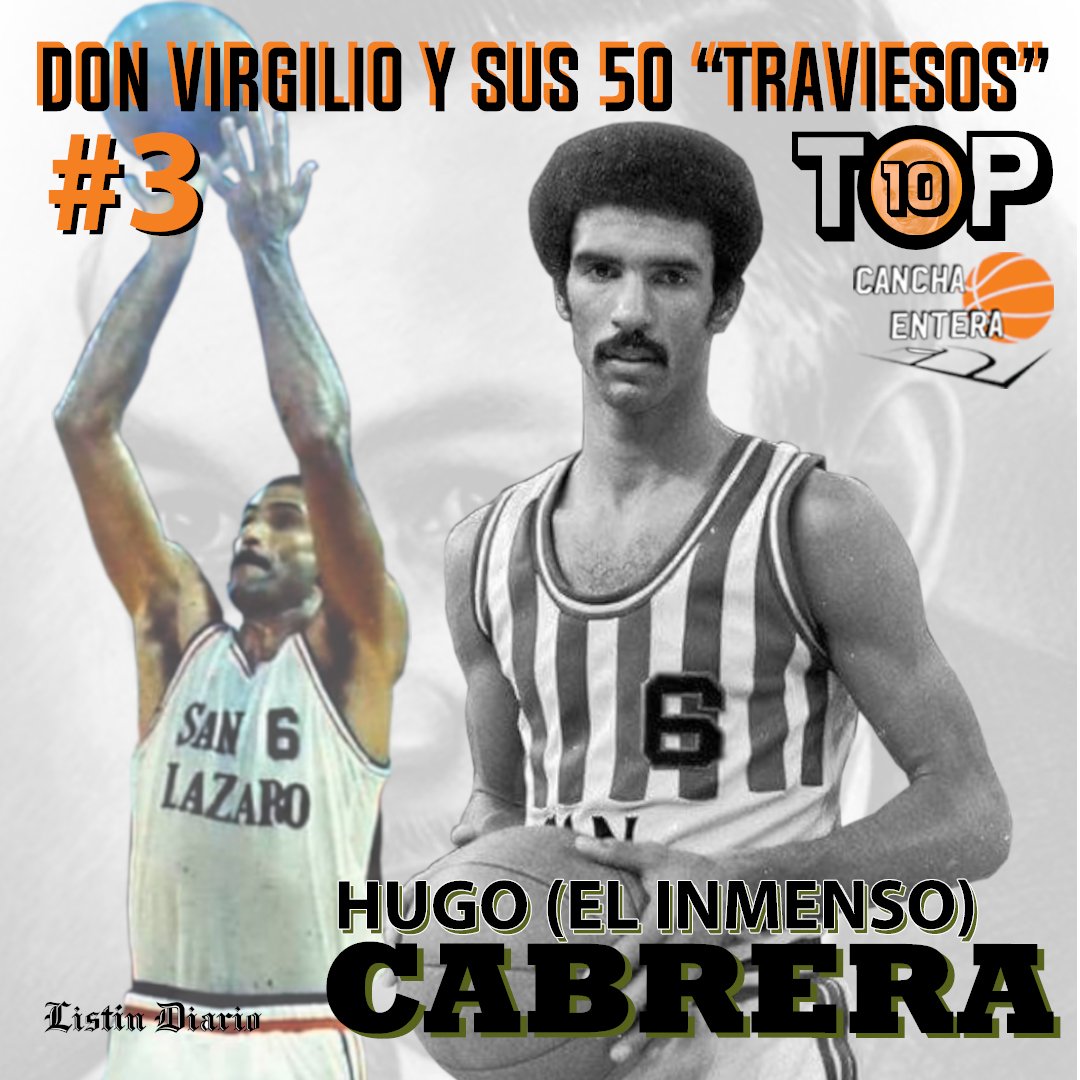 DON VIRGILIO Y SUS 50 “TRAVIESOS”
#3
TOP
10
CANCHA
ENTERA
SAN 6
LAZARO
6
HUGO (EL INMENSO)
CABRERA
Listin Diario